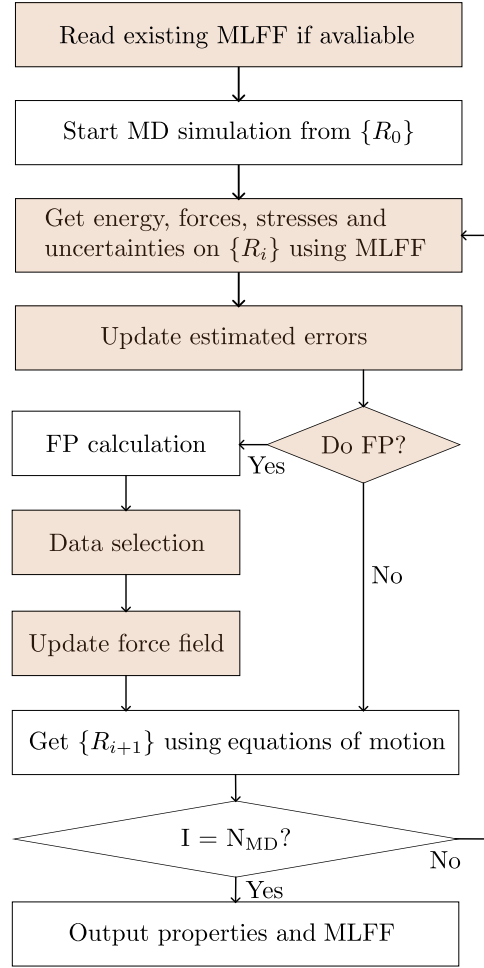 Read existing MLFF if avaliable
Start MD simulation from {R₀}
Get energy, forces, stresses and
uncertainties on {Rᵢ} using MLFF
Update estimated errors
Do FP?
FP calculation
Yes
Data selection
No
Update force field
Get {Rᵢ₊₁} using equations of motion
I = N_MD?
No
Yes
Output properties and MLFF